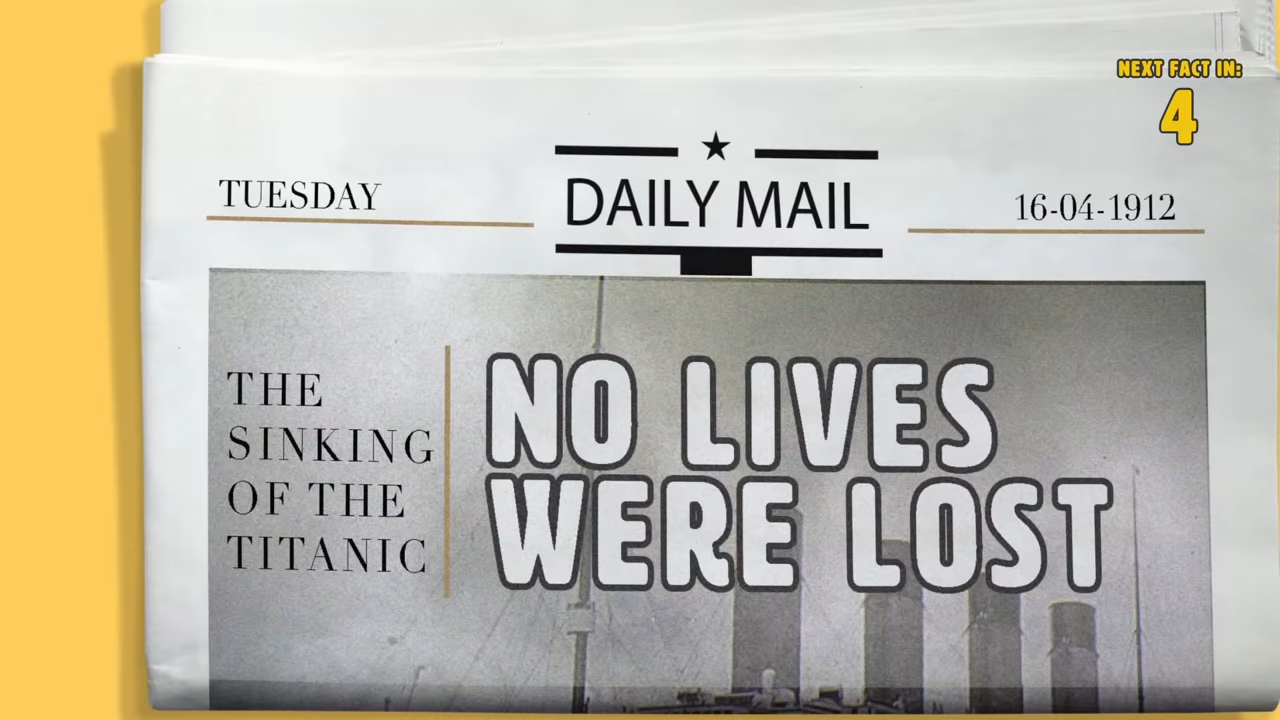 NEXT FACT IN:
4
TUESDAY
DAILY MAIL
16-04-1912
THE
SINKING
OF THE
TITANIC
NO LIVES
WERE LOST